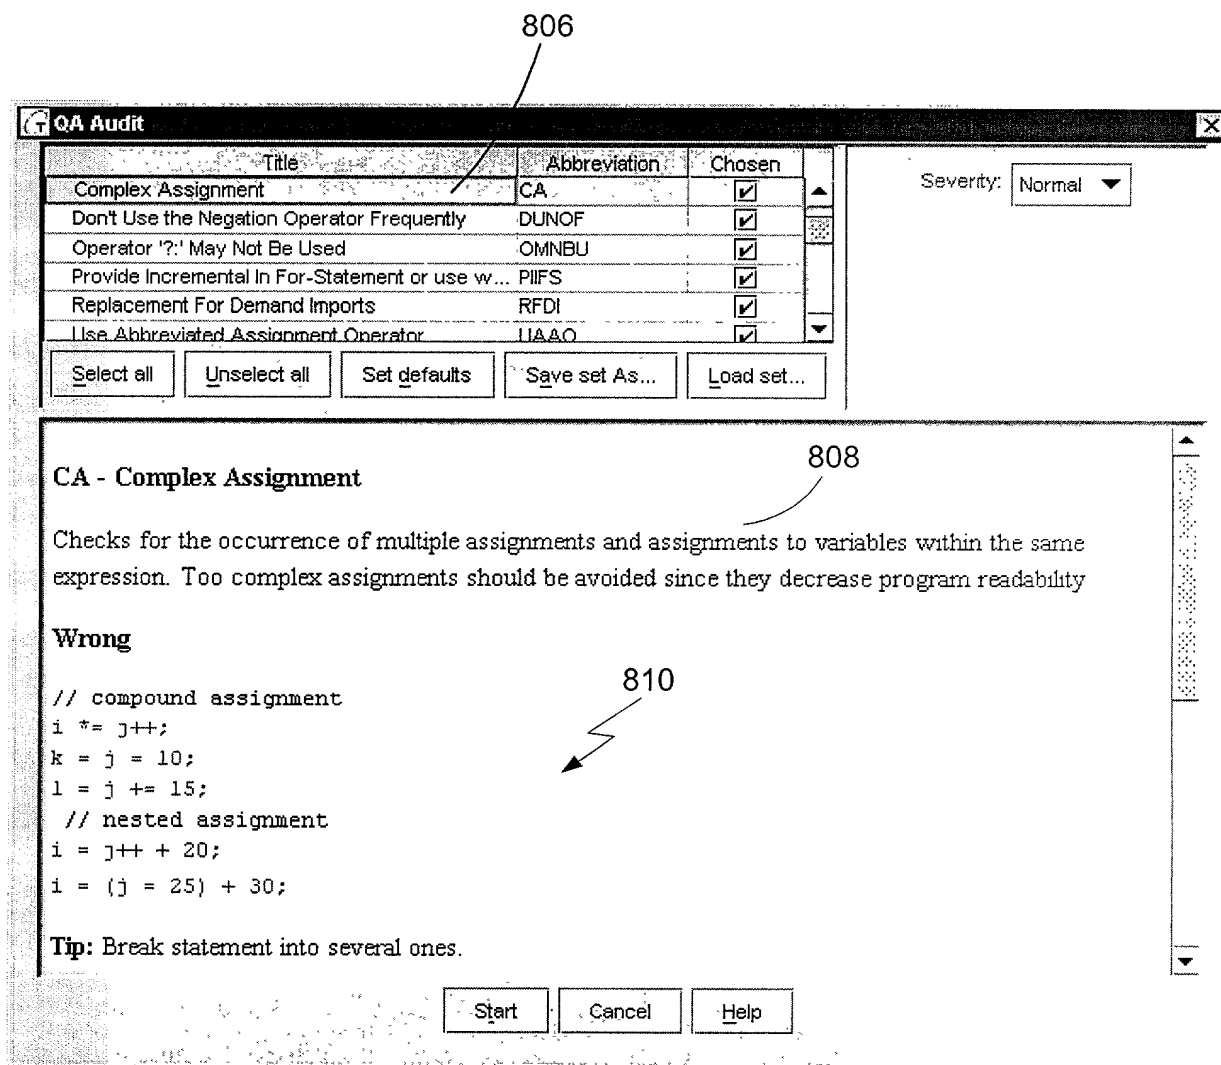 806
QA Audit
Title Abbreviation Chosen
Complex Assignment CA
Don't Use the Negation Operator Frequently DUNOF
Operator '?:' May Not Be Used OMNBU
Provide Incremental In For-Statement or use w... PIIFS
Replacement For Demand Imports RFDI
Use Abbreviated Assignment Operator UAAO
Severity: Normal
Select all Unselect all Set defaults Save set As... Load set...
808
CA - Complex Assignment
Checks for the occurrence of multiple assignments and assignments to variables within the same
expression. Too complex assignments should be avoided since they decrease program readability
Wrong
810
// compound assignment
i *= j++;
k = j = 10;
l = j += 15;
// nested assignment
i = j++ + 20;
i = (j = 25) + 30;
Tip: Break statement into several ones.
Start Cancel Help